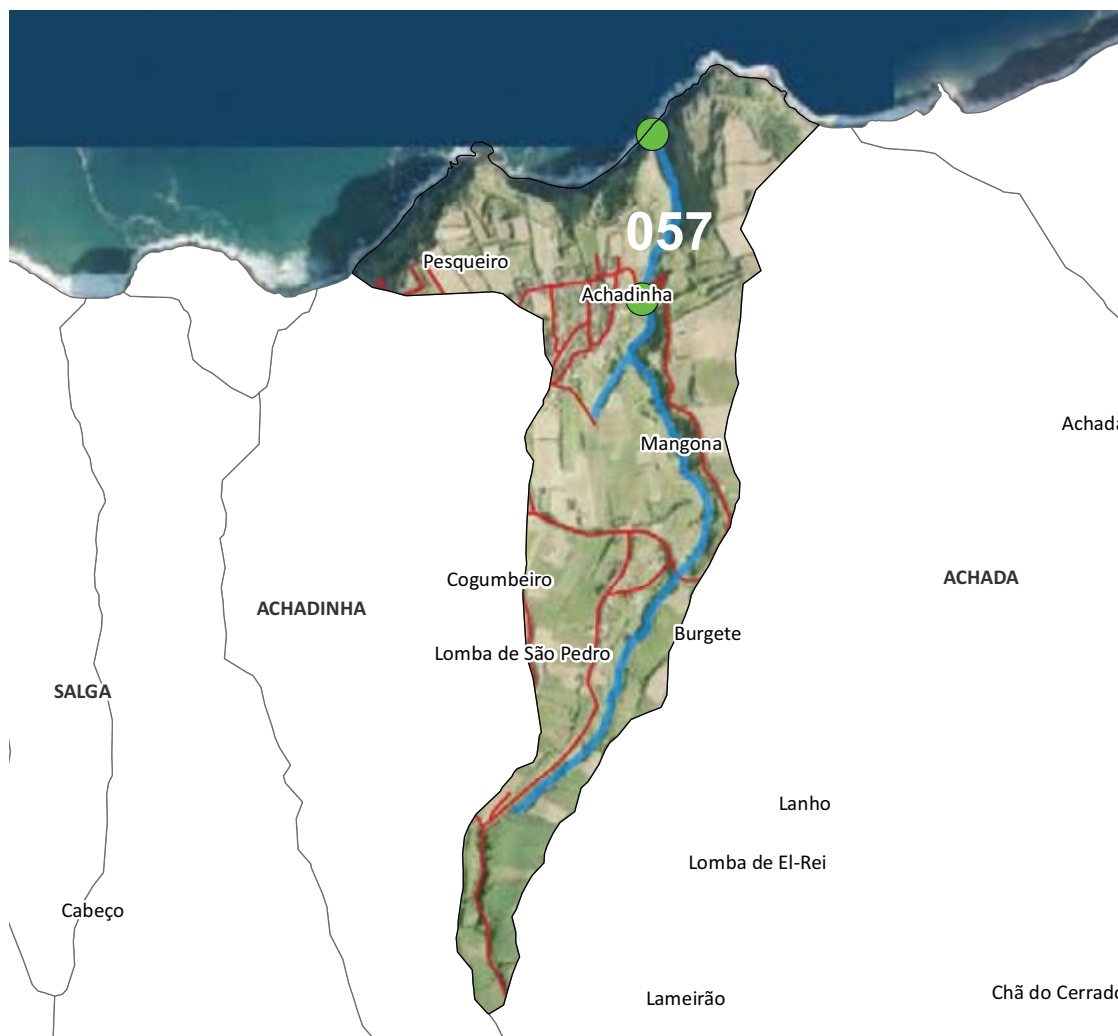 057
Pesqueiro
Achadinha
Achad
Mangona
Cogumbeiro
ACHADA
ACHADINHA
Burgete
Lomba de São Pedro
SALGA
Lanho
Lomba de El-Rei
Cabeço
Lameirão
Chã do Cerrado